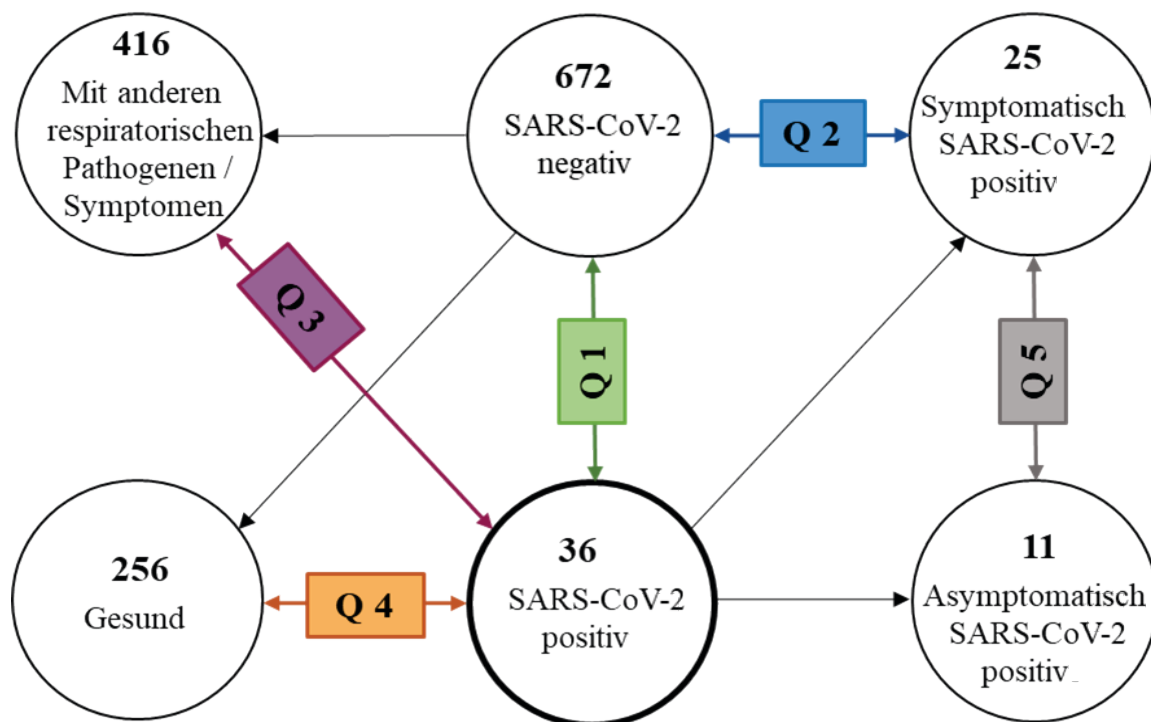 416
Mit anderen
respiratorischen
Pathogenen /
Symptomen
672
SARS-CoV-2
negativ
Q 2
25
Symptomatisch
SARS-CoV-2
positiv
Q 3
Q 1
Q 5
256
Gesund
Q 4
36
SARS-CoV-2
positiv
11
Asymptomatisch
SARS-CoV-2
positiv